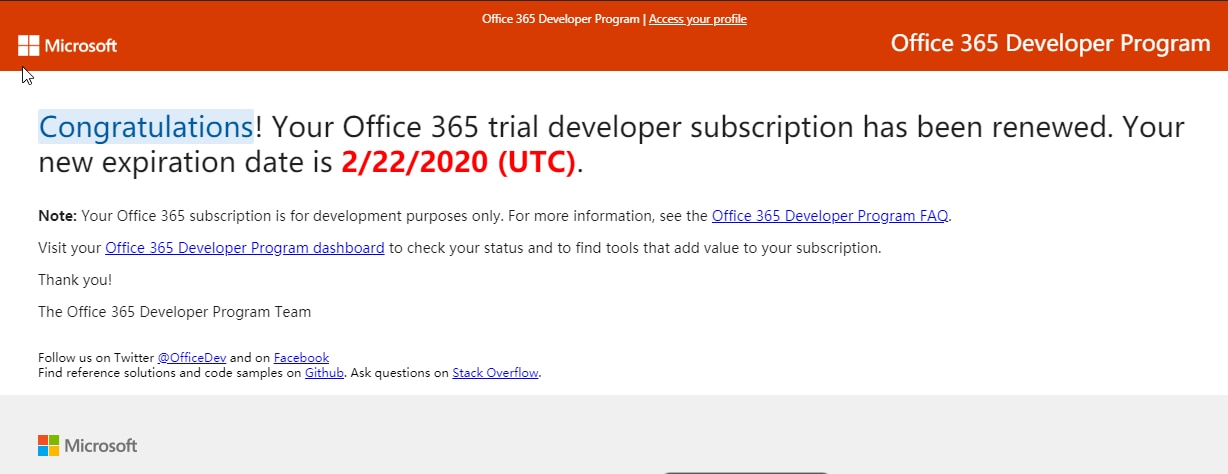 Office 365 Developer Program | Access your profile
Microsoft
Office 365 Developer Program
Congratulations! Your Office 365 trial developer subscription has been renewed. Your
new expiration date is 2/22/2020 (UTC).
Note: Your Office 365 subscription is for development purposes only. For more information, see the Office 365 Developer Program FAQ.
Visit your Office 365 Developer Program dashboard to check your status and to find tools that add value to your subscription.
Thank you!
The Office 365 Developer Program Team
Follow us on Twitter @OfficeDev and on Facebook
Find reference solutions and code samples on Github. Ask questions on Stack Overflow.
Microsoft